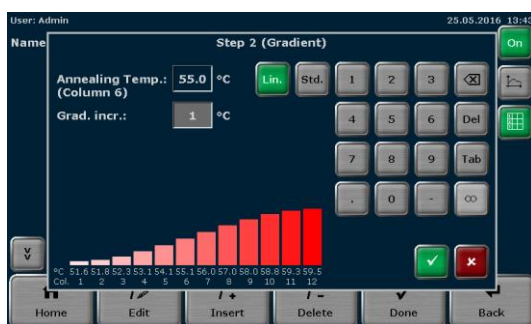 User: Admin 25.05.2016 13:43
Name Step 2 (Gradient) On
Annealing Temp.: 55.0 °C Lin. Std. 1 2 3
(Column 6)
Grad. incr.: 1 °C 4 5 6 Del
7 8 9 Tab
. 0 - ∞
°C 51.6 51.8 52.3 53.1 54.1 55.1 56.0 57.0 58.0 58.8 59.3 59.5
Col. 1 2 3 4 5 6 7 8 9 10 11 12
Home Edit Insert Delete Done Back